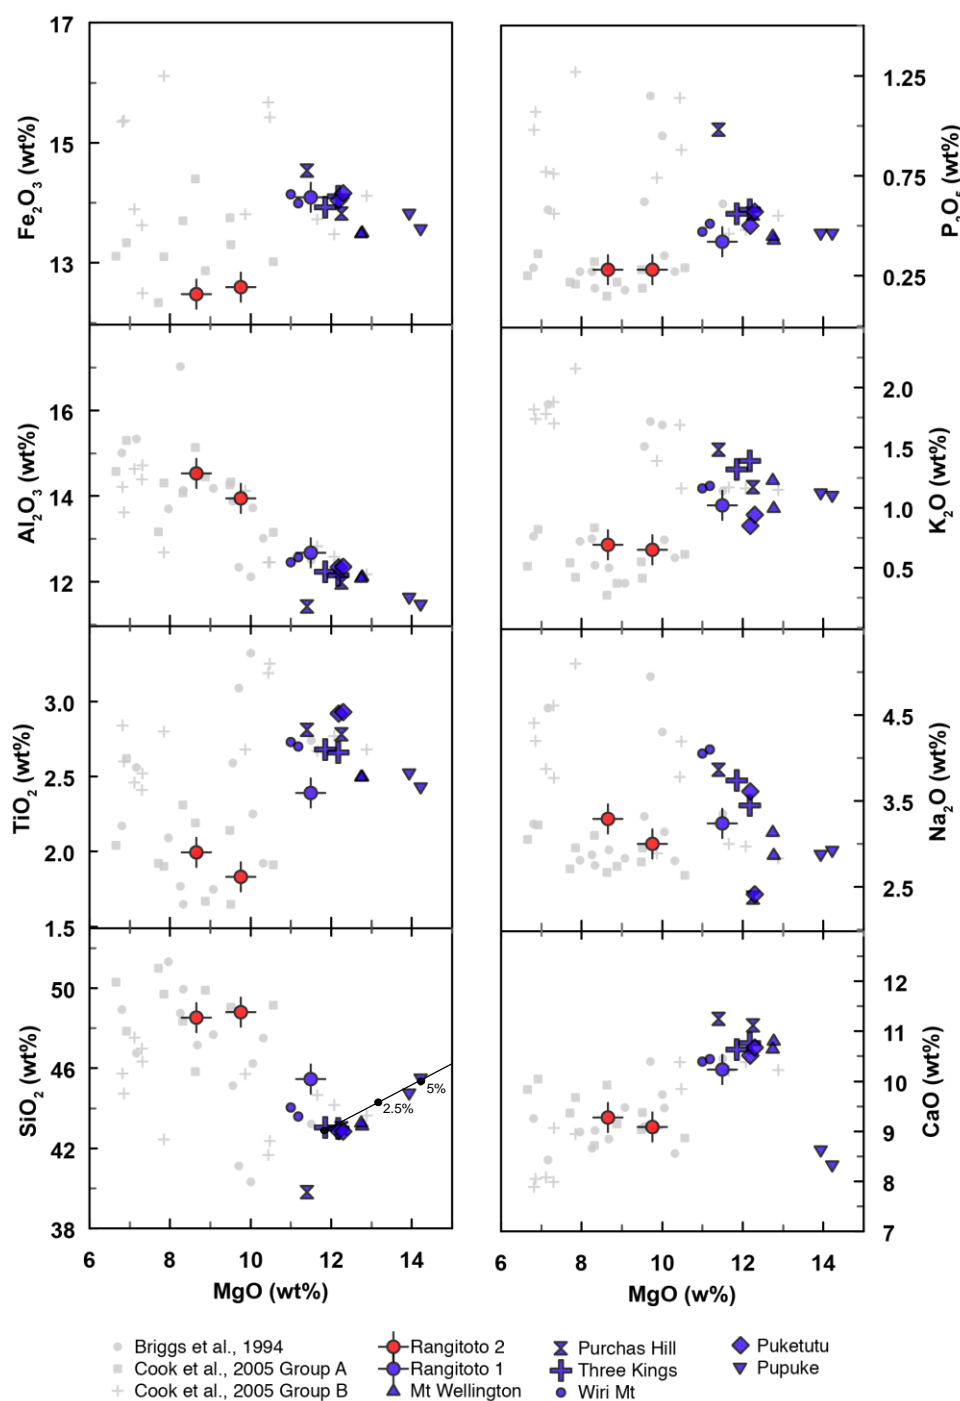 17
15
13
Fe2O3 (wt%)
1.25
0.75
0.25
P2O5 (wt%)
16
14
12
Al2O3 (wt%)
2.0
1.5
1.0
0.5
K2O (wt%)
3.0
2.5
2.0
1.5
TiO2 (wt%)
4.5
3.5
2.5
Na2O (wt%)
50
46
42
38
SiO2 (wt%)
5%
2.5%
12
11
10
9
8
7
CaO (wt%)
6 8 10 12 14
MgO (wt%)
6 8 10 12 14
MgO (w%)
Briggs et al., 1994
Cook et al., 2005 Group A
Cook et al., 2005 Group B
Rangitoto 2
Rangitoto 1
Mt Wellington
Purchas Hill
Three Kings
Wiri Mt
Puketutu
Pupuke